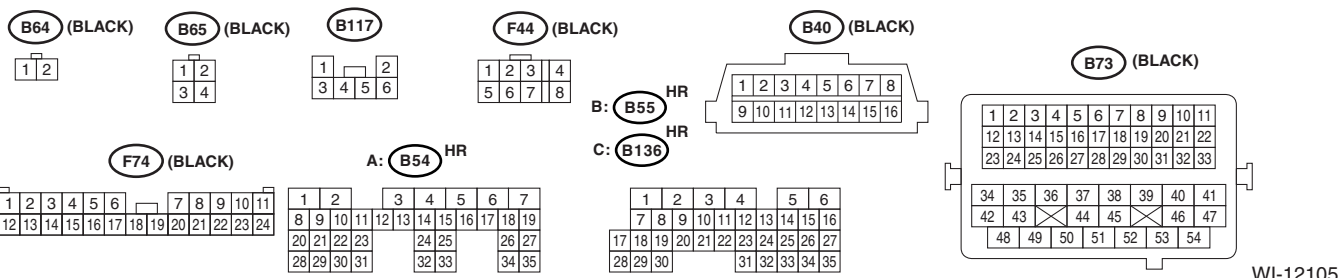 B64 (BLACK)
1 2
B65 (BLACK)
1 2
3 4
B117
1 2
3 4 5 6
F44 (BLACK)
1 2 3 4
5 6 7 8
B40 (BLACK)
1 2 3 4 5 6 7 8
9 10 11 12 13 14 15 16
B73 (BLACK)
1 2 3 4 5 6 7 8 9 10 11
12 13 14 15 16 17 18 19 20 21 22
23 24 25 26 27 28 29 30 31 32 33
34 35 36 37 38 39 40 41
42 43 44 45 46 47
48 49 50 51 52 53 54
F74 (BLACK)
1 2 3 4 5 6 7 8 9 10 11
12 13 14 15 16 17 18 19 20 21 22 23 24
A: B54 HR
1 2 3 4 5 6 7
8 9 10 11 12 13 14 15 16 17 18 19
20 21 22 23 24 25 26 27
28 29 30 31 32 33 34 35
B: B55 HR
C: B136 HR
1 2 3 4 5 6
7 8 9 10 11 12 13 14 15 16
17 18 19 20 21 22 23 24 25 26 27
28 29 30 31 32 33 34 35
WI-12105